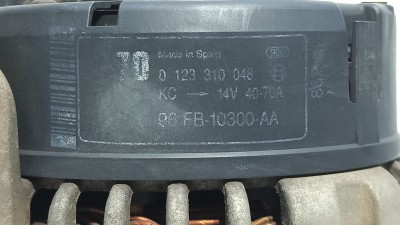 70
Made in Spain
0 123 310 048
KC → 14V 40-70A
96 FB-10300-AA